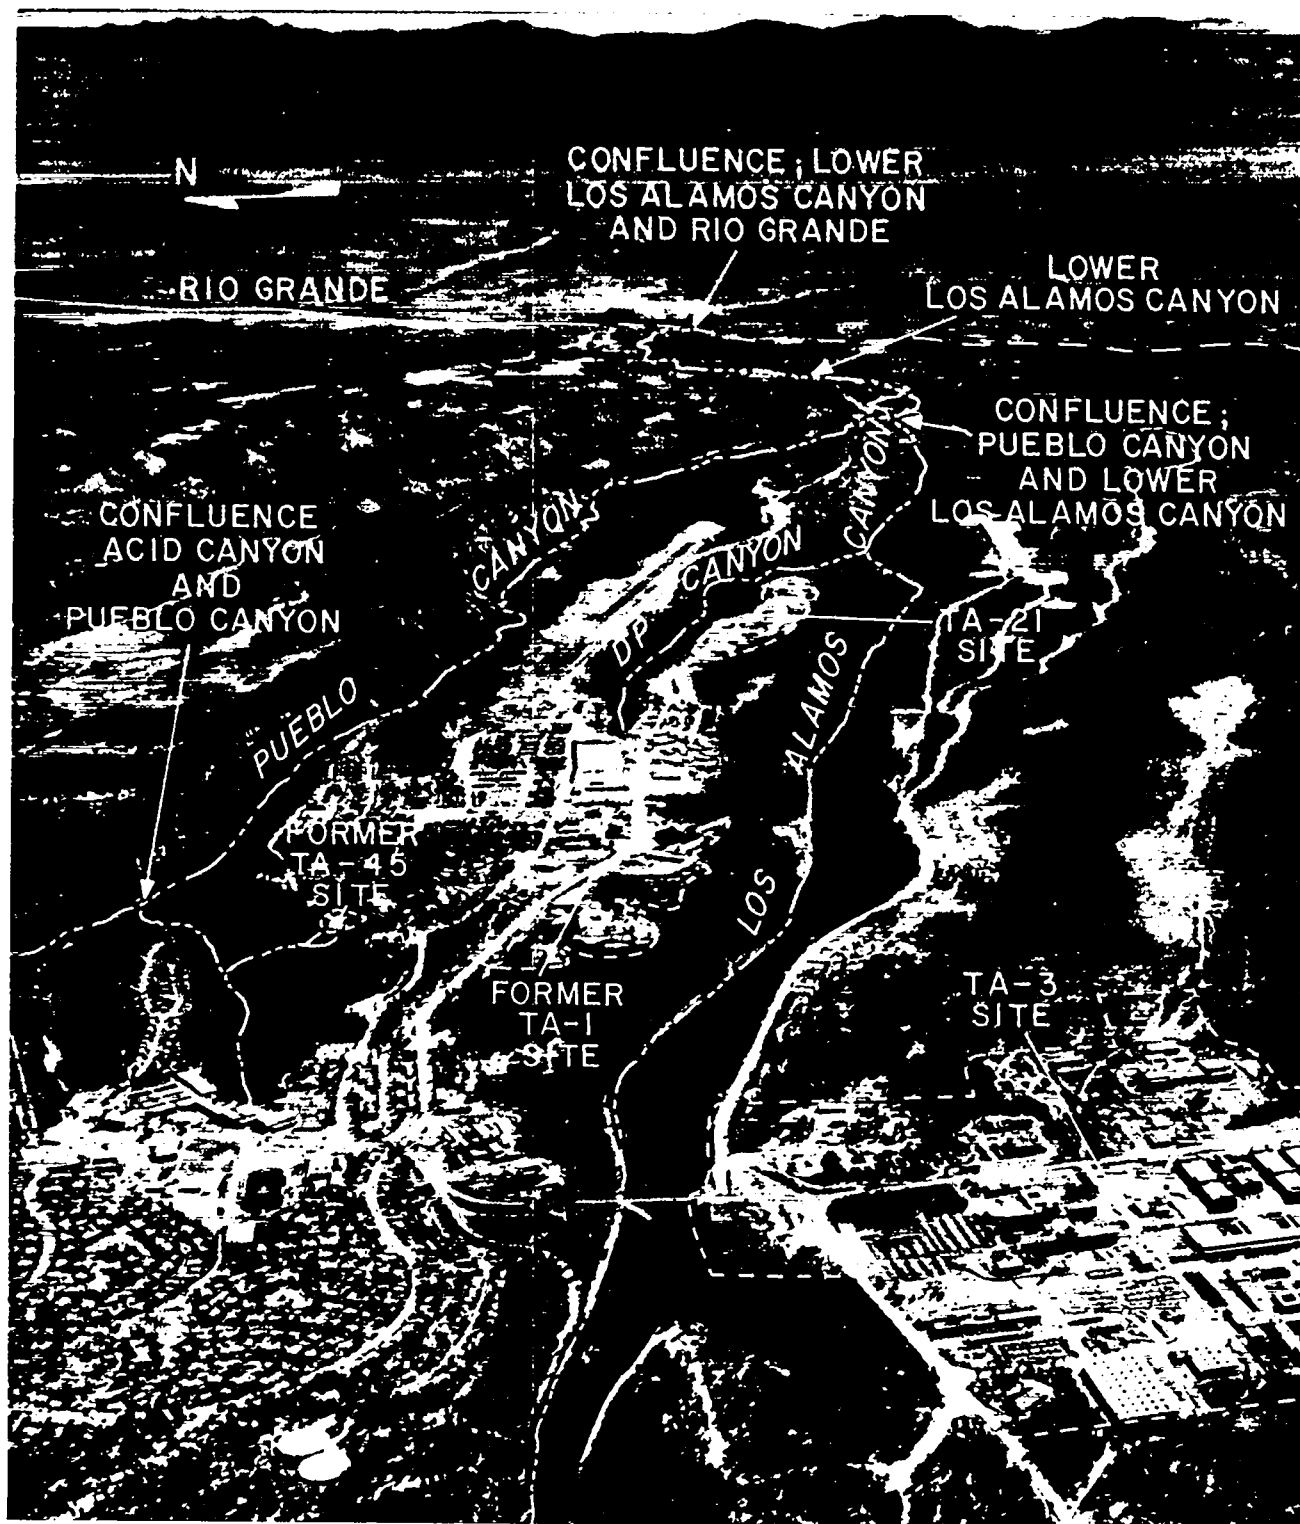 N
CONFLUENCE; LOWER
LOS ALAMOS CANYON
AND RIO GRANDE
RIO GRANDE
LOWER
LOS ALAMOS CANYON
CONFLUENCE;
PUEBLO CANYON
AND LOWER
LOS ALAMOS CANYON
CONFLUENCE
ACID CANYON
AND
PUEBLO CANYON
PUEBLO CANYON
DP CANYON
LOS ALAMOS CANYON
TA-21
SITE
FORMER
TA-45
SITE
FORMER
TA-1
SITE
TA-3
SITE